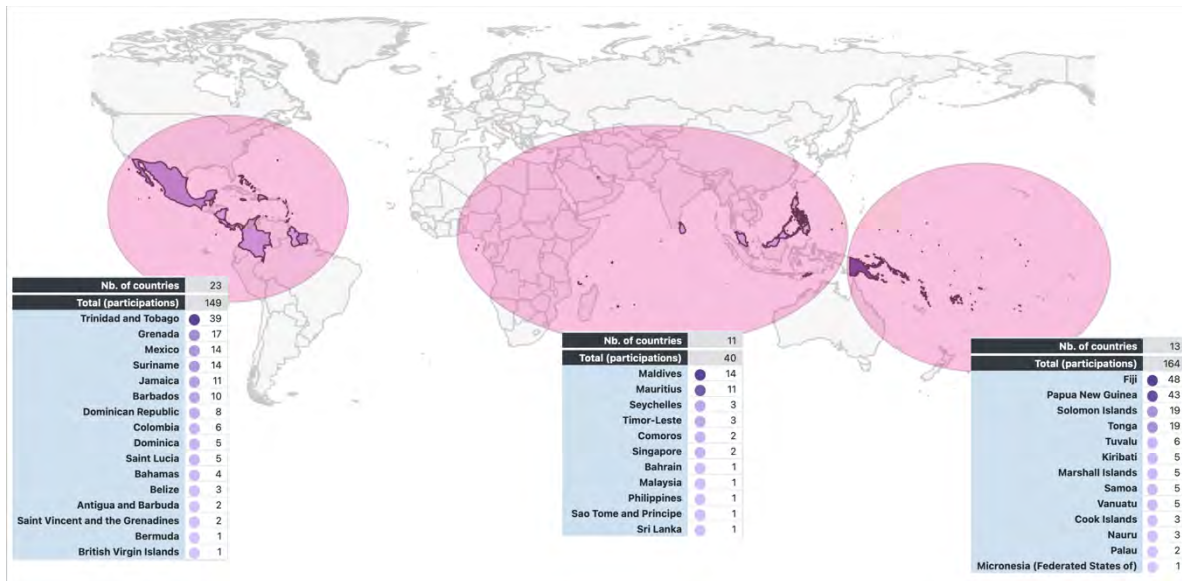 Nb. of countries 23
Total (participations) 149
Trinidad and Tobago 39
Grenada 17
Mexico 14
Suriname 14
Jamaica 11
Barbados 10
Dominican Republic 8
Colombia 6
Dominica 5
Saint Lucia 5
Bahamas 4
Belize 3
Antigua and Barbuda 2
Saint Vincent and the Grenadines 2
Bermuda 1
British Virgin Islands 1
Nb. of countries 11
Total (participations) 40
Maldives 14
Mauritius 11
Seychelles 3
Timor-Leste 3
Comoros 2
Singapore 2
Bahrain 1
Malaysia 1
Philippines 1
Sao Tome and Principe 1
Sri Lanka 1
Nb. of countries 13
Total (participations) 164
Fiji 48
Papua New Guinea 43
Solomon Islands 19
Tonga 19
Tuvalu 6
Kiribati 5
Marshall Islands 5
Samoa 5
Vanuatu 5
Cook Islands 3
Nauru 3
Palau 2
Micronesia (Federated States of) 1